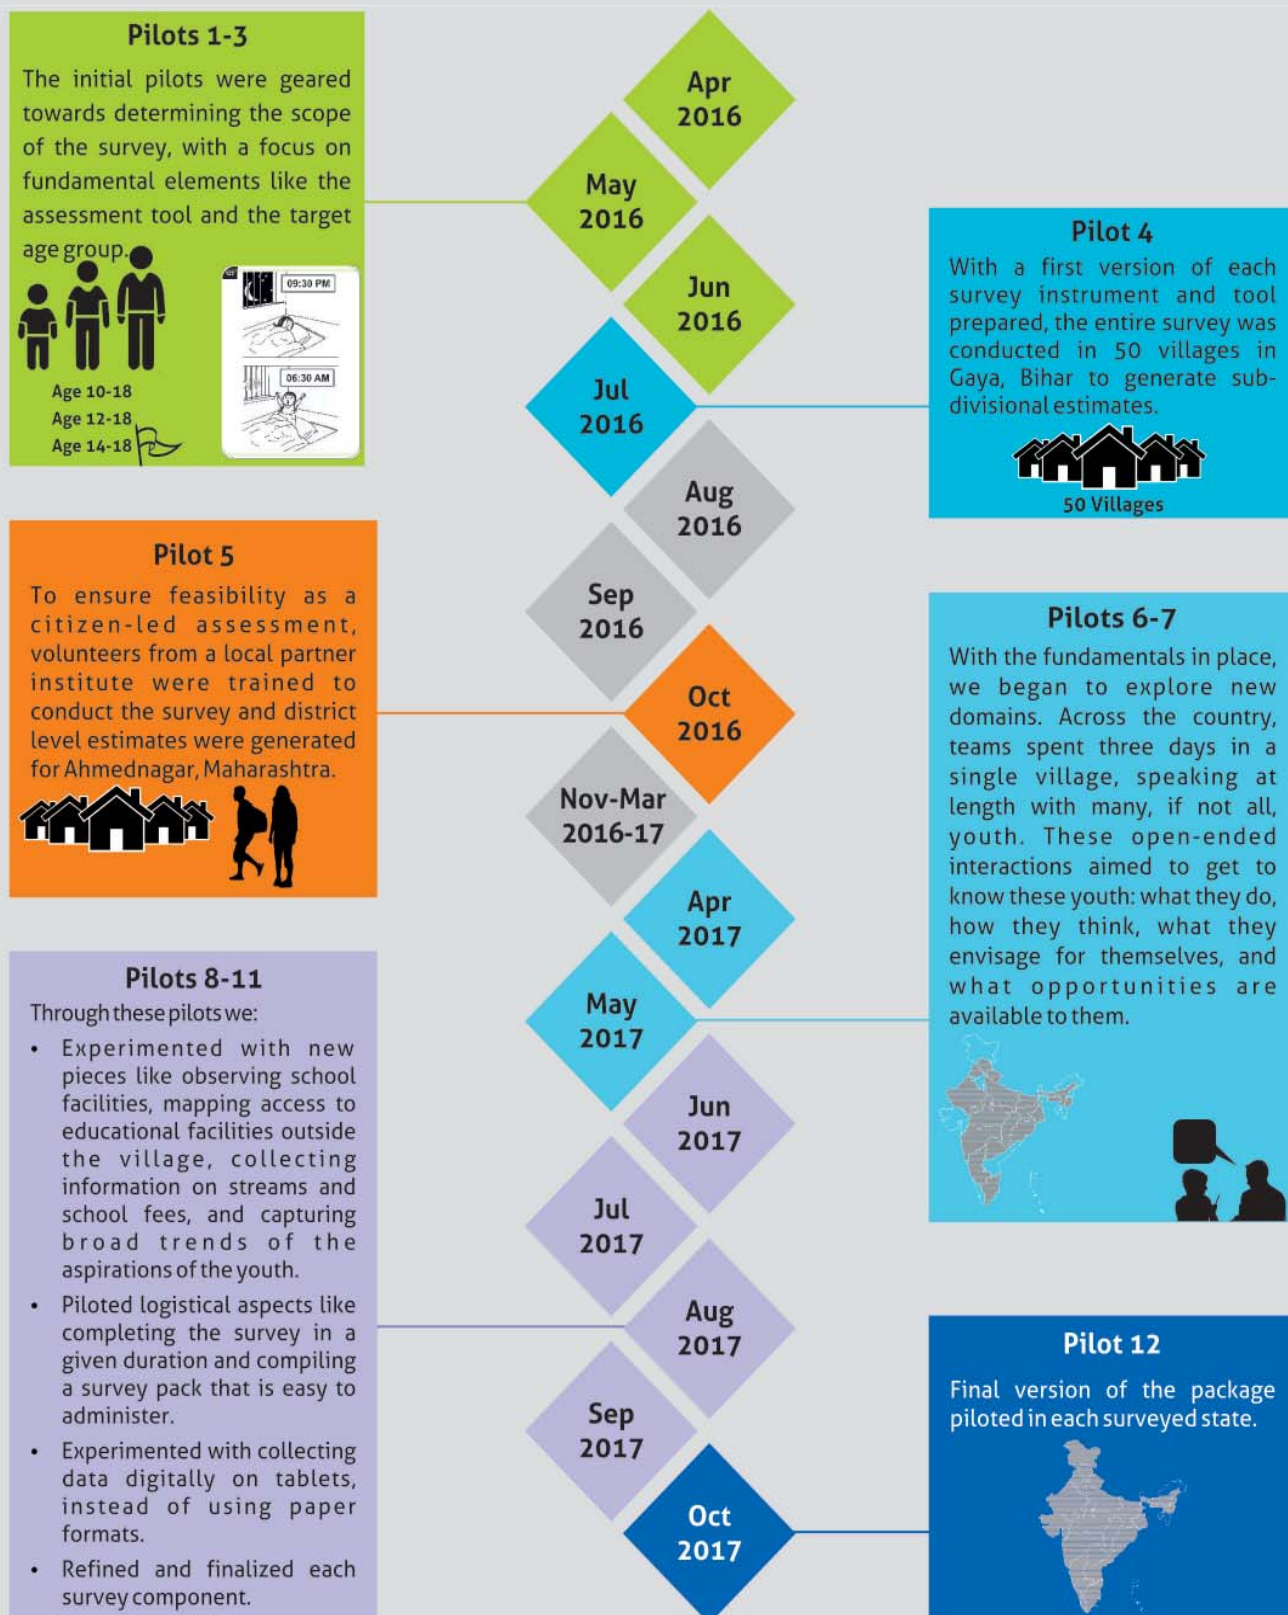 Pilots 1-3
The initial pilots were geared
towards determining the scope
of the survey, with a focus on
fundamental elements like the
assessment tool and the target
age group.
09:30 PM
06:30 AM
Age 10-18
Age 12-18
Age 14-18
Apr
2016
May
2016
Jun
2016
Jul
2016
Pilot 4
With a first version of each
survey instrument and tool
prepared, the entire survey was
conducted in 50 villages in
Gaya, Bihar to generate sub-
divisional estimates.
50 Villages
Aug
2016
Sep
2016
Pilot 5
To ensure feasibility as a
citizen-led assessment,
volunteers from a local partner
institute were trained to
conduct the survey and district
level estimates were generated
for Ahmednagar, Maharashtra.
Oct
2016
Nov-Mar
2016-17
Apr
2017
May
2017
Pilots 6-7
With the fundamentals in place,
we began to explore new
domains. Across the country,
teams spent three days in a
single village, speaking at
length with many, if not all,
youth. These open-ended
interactions aimed to get to
know these youth: what they do,
how they think, what they
envisage for themselves, and
what opportunities are
available to them.
Pilots 8-11
Through these pilots we:
• Experimented with new
pieces like observing school
facilities, mapping access to
educational facilities outside
the village, collecting
information on streams and
school fees, and capturing
broad trends of the
aspirations of the youth.
• Piloted logistical aspects like
completing the survey in a
given duration and compiling
a survey pack that is easy to
administer.
• Experimented with collecting
data digitally on tablets,
instead of using paper
formats.
• Refined and finalized each
survey component.
Jun
2017
Jul
2017
Aug
2017
Sep
2017
Oct
2017
Pilot 12
Final version of the package
piloted in each surveyed state.